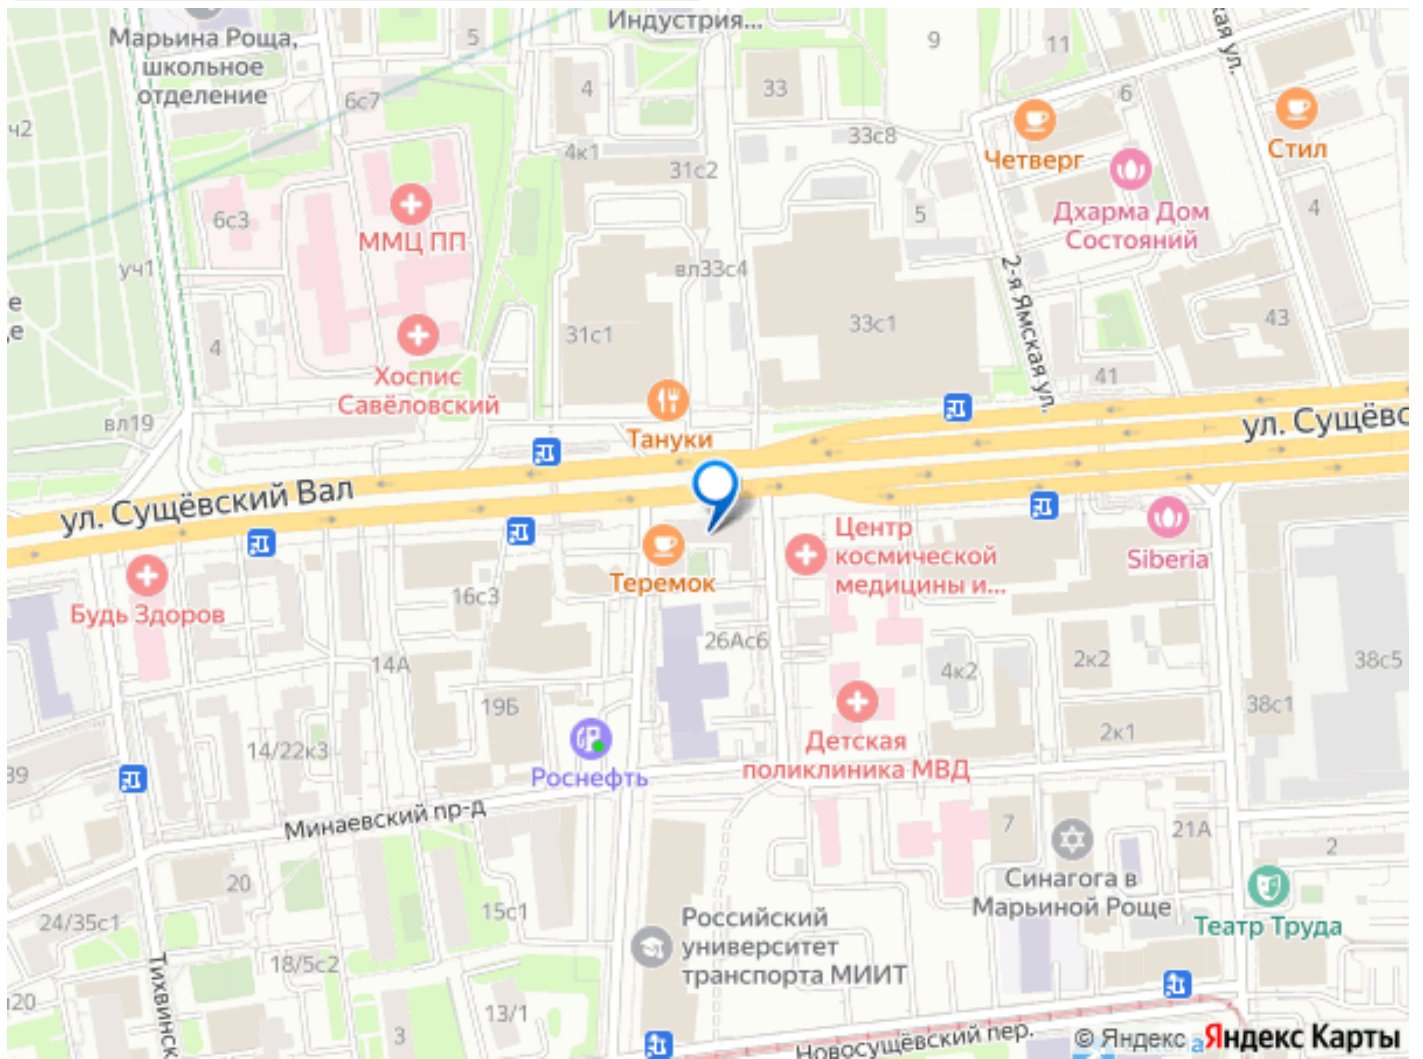 Индустрия...
Марьина Роща,
школьное
отделение
5
9
11
кая ул.
4
33
6
6с7
ч2
33с8
Четверг
Стил
4к1
31с2
6с3
ММЦ ПП
5
Дхарма Дом
Состояний
4
уч1
вл33с4
2-я Ямская ул.
е
е
31с1
33с1
43
4
Хоспис
Савёловский
41
вл19
Тануки
ул. Сущёвс
ул. Сущёвский Вал
Центр
космической
медицины и...
Siberia
Теремок
Будь Здоров
16с3
26Ас6
14А
4к2
2к2
38с5
19Б
38с1
14/22к3
2к1
Детская
поликлиника МВД
39
Роснефть
Минаевский пр-д
7
21А
2
20
Синагога в
Марьиной Роще
24/35с1
15с1
Российский
университет
транспорта МИИТ
Театр Труда
Тихвинск
18/5с2
20
13/1
3
Новосущёвский пер.
© Яндекс
Яндекс Карты